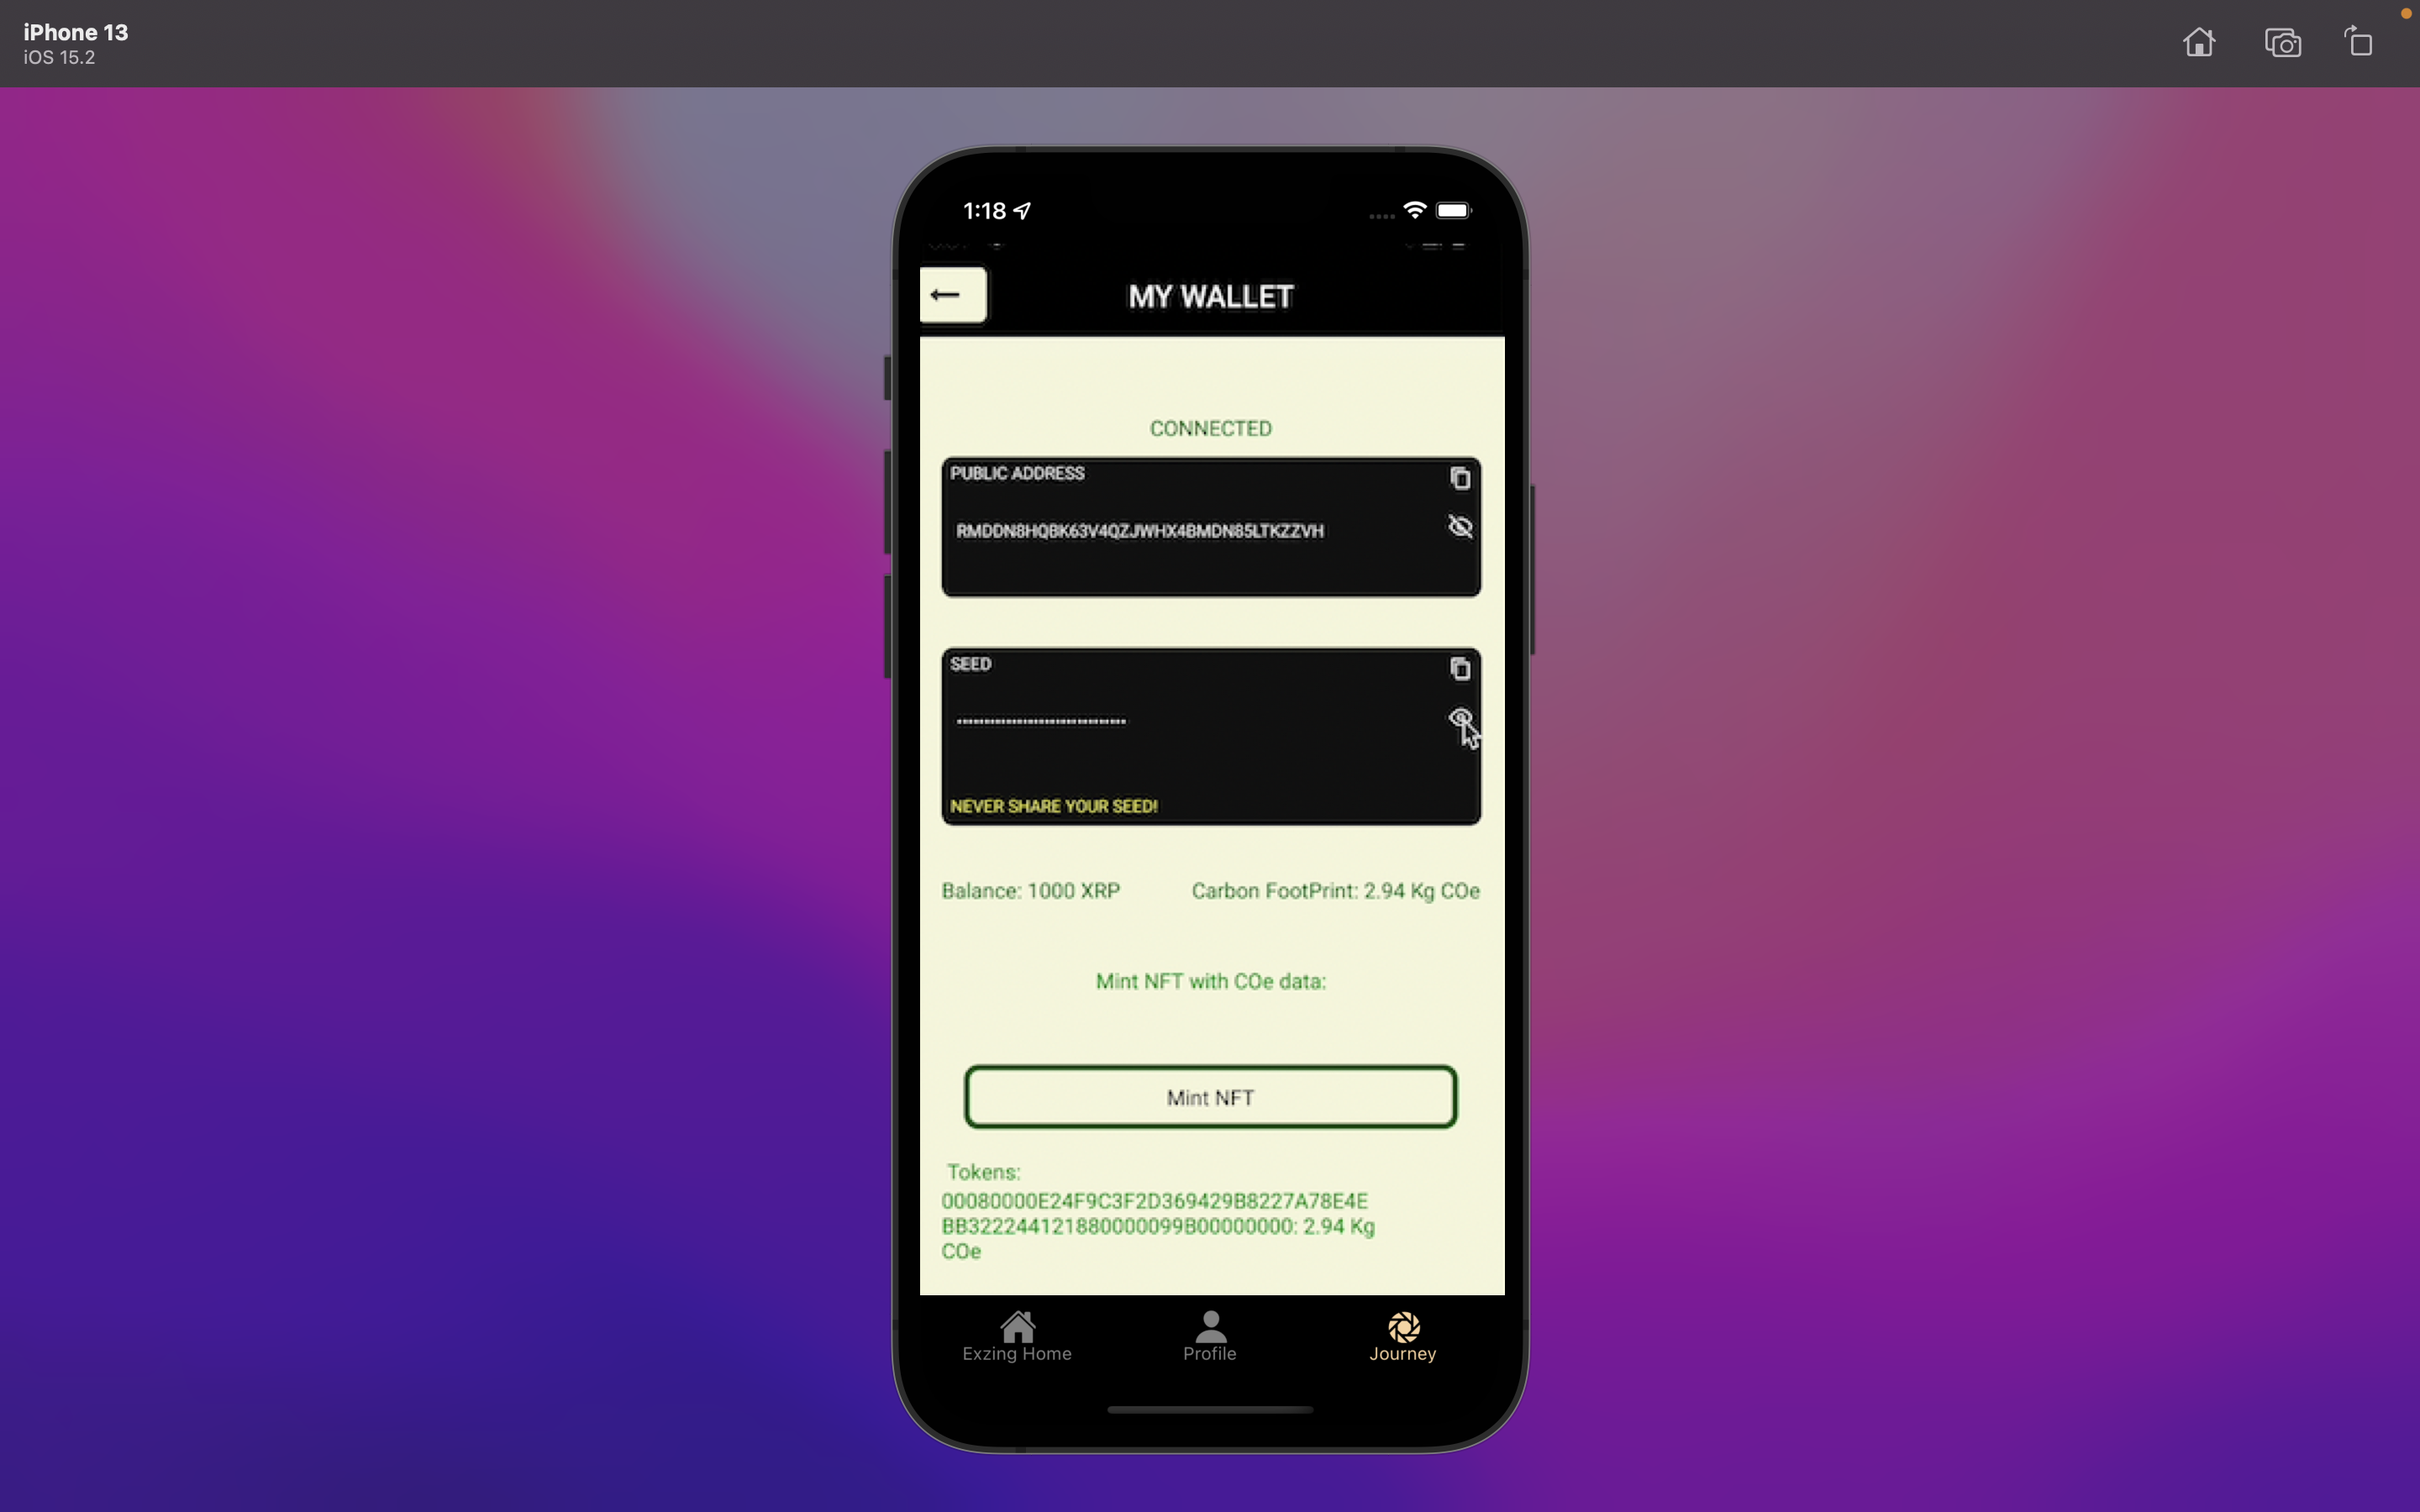 iPhone 13
iOS 15.2
1:18
MY WALLET
CONNECTED
PUBLIC ADDRESS
RMDDN8HQBK63V4QZJWHX4BMDN85LTKZZVH
SEED
NEVER SHARE YOUR SEED!
Balance: 1000 XRP
Carbon FootPrint: 2.94 Kg COe
Mint NFT with COe data:
Mint NFT
Tokens:
00080000E24F9C3F2D369429B8227A78E4E
BB322244121880000099B00000000: 2.94 Kg
COe
Exzing Home
Profile
Journey